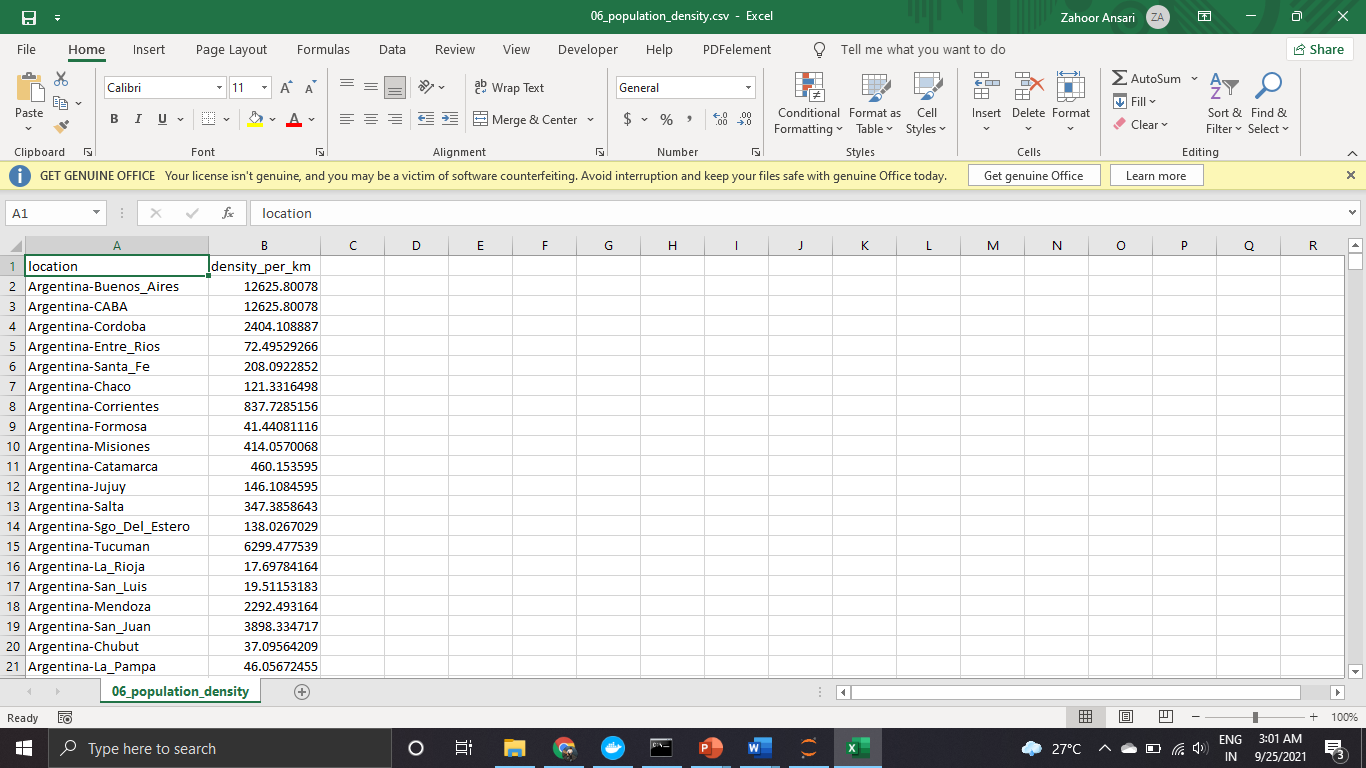 06_population_density.csv - Excel
Zahoor Ansari
ZA
File Home Insert Page Layout Formulas Data Review View Developer Help PDFelement Tell me what you want to do Share
Paste
Calibri 11
B I U
Wrap Text
Merge & Center
General
$ % ,
Conditional Formatting
Format as Table
Cell Styles
Insert Delete Format
AutoSum
Fill
Clear
Sort & Filter
Find & Select
Clipboard Font Alignment Number Styles Cells Editing
GET GENUINE OFFICE Your license isn't genuine, and you may be a victim of software counterfeiting. Avoid interruption and keep your files safe with genuine Office today. Get genuine Office Learn more
A1 fx location
A B C D E F G H I J K L M N O P Q R
1 location density_per_km
2 Argentina-Buenos_Aires 12625.80078
3 Argentina-CABA 12625.80078
4 Argentina-Cordoba 2404.108887
5 Argentina-Entre_Rios 72.49529266
6 Argentina-Santa_Fe 208.0922852
7 Argentina-Chaco 121.3316498
8 Argentina-Corrientes 837.7285156
9 Argentina-Formosa 41.44081116
10 Argentina-Misiones 414.0570068
11 Argentina-Catamarca 460.153595
12 Argentina-Jujuy 146.1084595
13 Argentina-Salta 347.3858643
14 Argentina-Sgo_Del_Estero 138.0267029
15 Argentina-Tucuman 6299.477539
16 Argentina-La_Rioja 17.69784164
17 Argentina-San_Luis 19.51153183
18 Argentina-Mendoza 2292.493164
19 Argentina-San_Juan 3898.334717
20 Argentina-Chubut 37.09564209
21 Argentina-La_Pampa 46.05672455
06_population_density
Ready
100%
Type here to search
27°C
ENG
IN
3:01 AM
9/25/2021
3